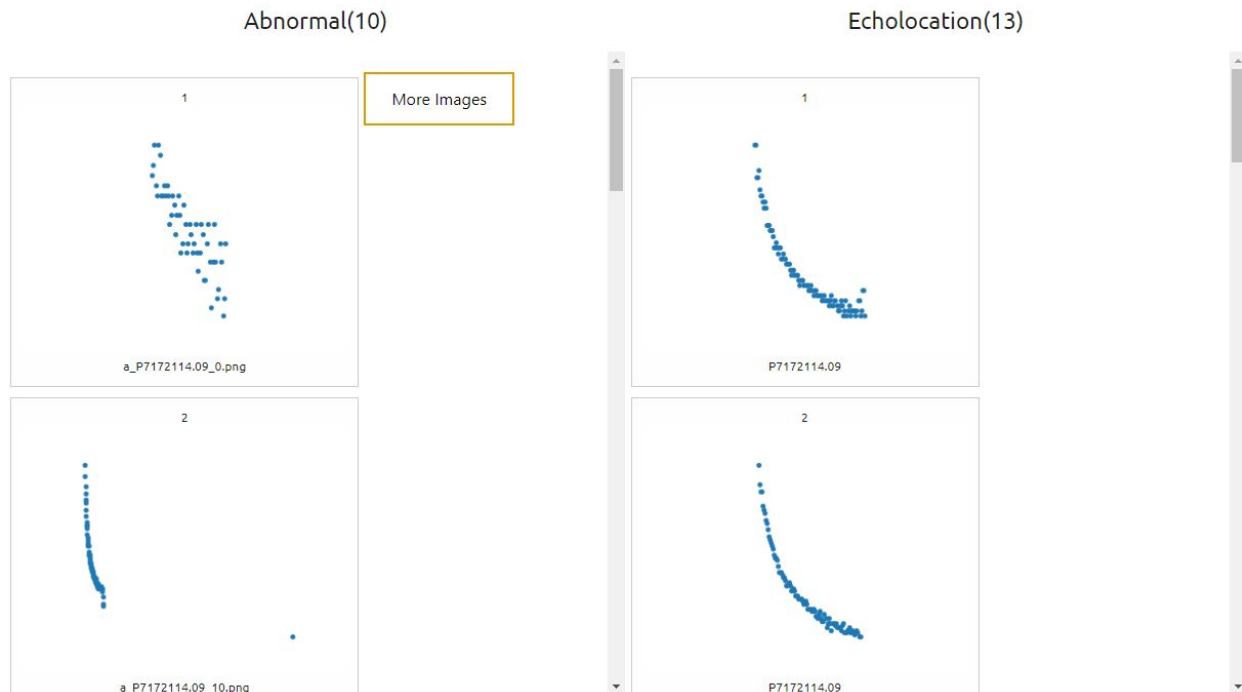 Abnormal(10)
1
a_P7172114.09_0.png
2
a_P7172114.09_10.png
More Images
Echolocation(13)
1
P7172114.09
2
P7172114.09